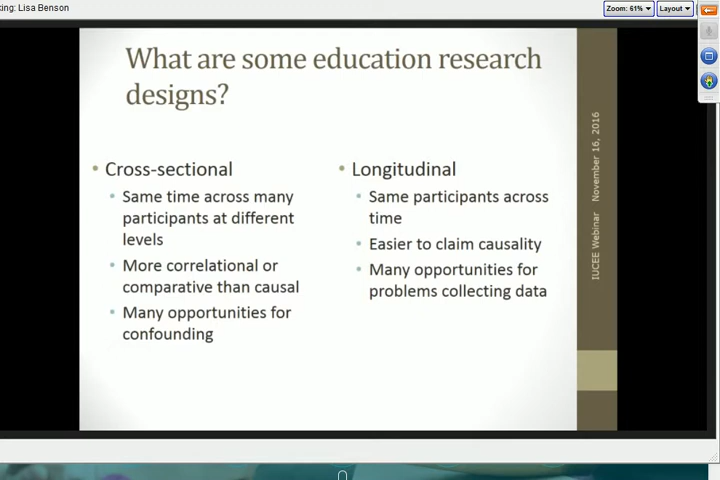 king: Lisa Benson
Zoom: 61%
Layout
What are some education research
designs?
• Cross-sectional
• Same time across many
participants at different
levels
• More correlational or
comparative than causal
• Many opportunities for
confounding
• Longitudinal
• Same participants across
time
• Easier to claim causality
• Many opportunities for
problems collecting data
IUCEE Webinar November 16, 2016